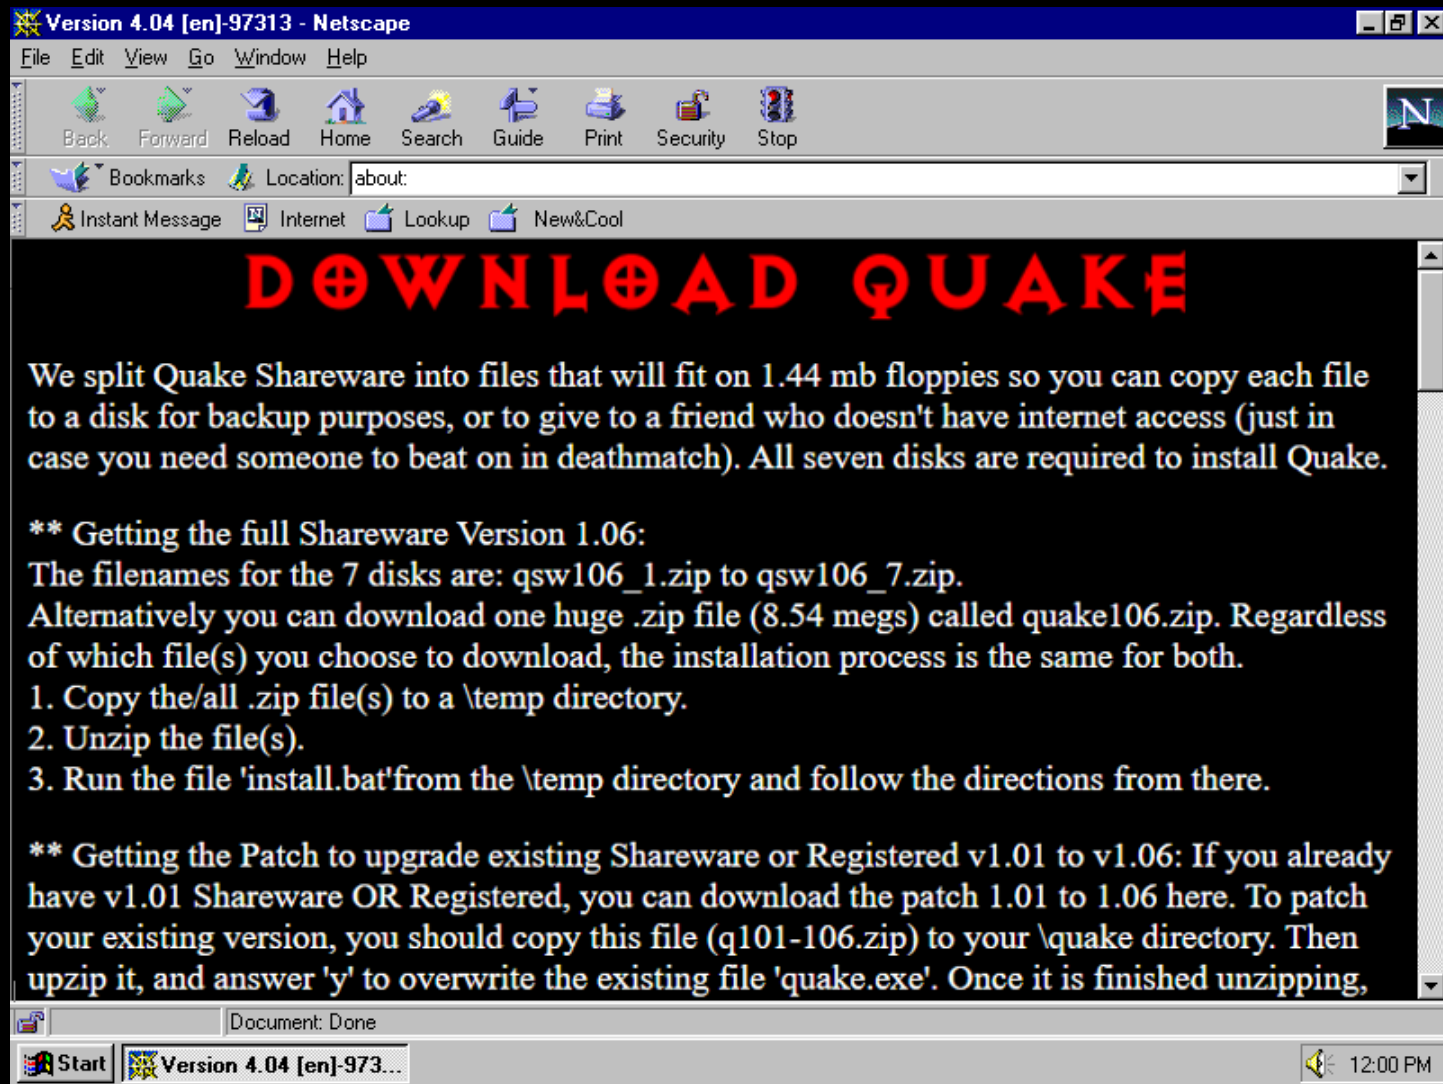 Version 4.04 [en]-97313 - Netscape
File Edit View Go Window Help
Back Forward Reload Home Search Guide Print Security Stop
N
Bookmarks Location: about:
Instant Message Internet Lookup New&Cool
DOWNLOAD QUAKE
We split Quake Shareware into files that will fit on 1.44 mb floppies so you can copy each file
to a disk for backup purposes, or to give to a friend who doesn't have internet access (just in
case you need someone to beat on in deathmatch). All seven disks are required to install Quake.
** Getting the full Shareware Version 1.06:
The filenames for the 7 disks are: qsw106_1.zip to qsw106_7.zip.
Alternatively you can download one huge .zip file (8.54 megs) called quake106.zip. Regardless
of which file(s) you choose to download, the installation process is the same for both.
1. Copy the/all .zip file(s) to a \temp directory.
2. Unzip the file(s).
3. Run the file 'install.bat'from the \temp directory and follow the directions from there.
** Getting the Patch to upgrade existing Shareware or Registered v1.01 to v1.06: If you already
have v1.01 Shareware OR Registered, you can download the patch 1.01 to 1.06 here. To patch
your existing version, you should copy this file (q101-106.zip) to your \quake directory. Then
upzip it, and answer 'y' to overwrite the existing file 'quake.exe'. Once it is finished unzipping,
Document: Done
Start Version 4.04 [en]-973... 12:00 PM